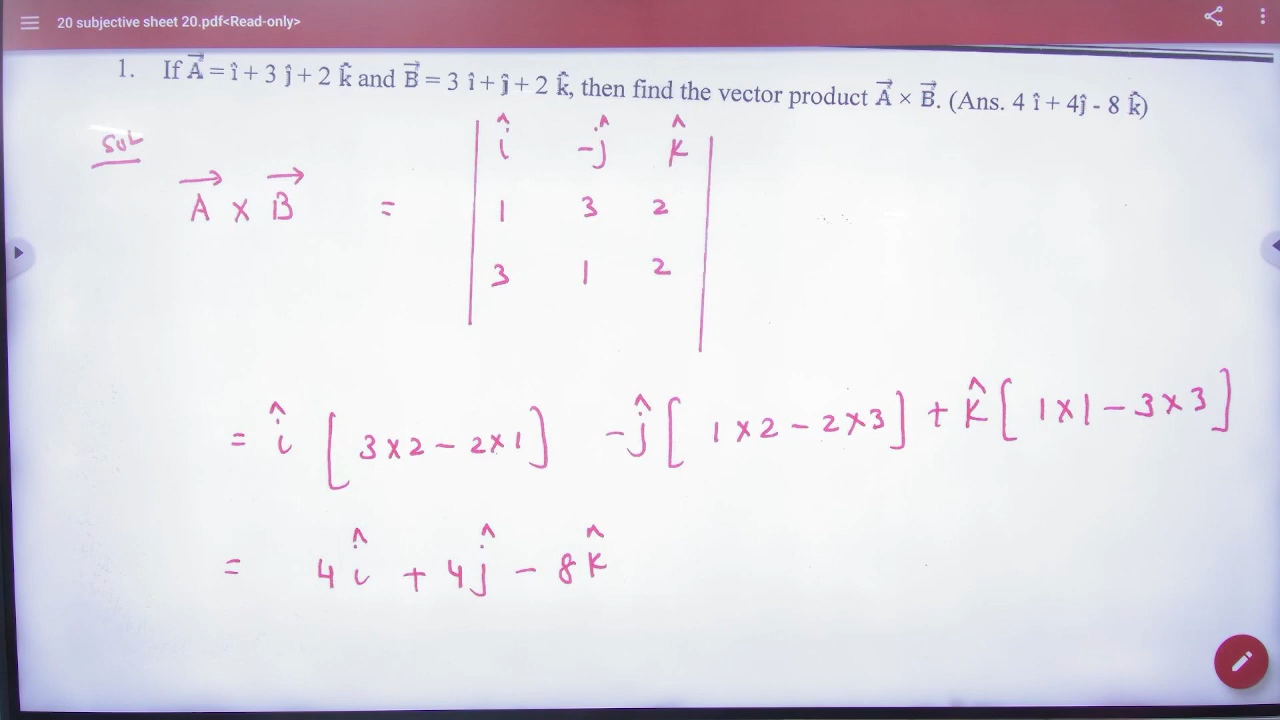 20 subjective sheet 20.pdf<Read-only>
1. If A⃗ = î + 3 ĵ + 2 k̂ and B⃗ = 3 î + ĵ + 2 k̂, then find the vector product A⃗ × B⃗. (Ans. 4 î + 4ĵ - 8 k̂)
Sol
î -ĵ k̂
A⃗ × B⃗ = 1 3 2
3 1 2
= î [3×2 - 2×1] -ĵ [1×2 - 2×3] + k̂ [1×1 - 3×3]
= 4î + 4ĵ - 8k̂